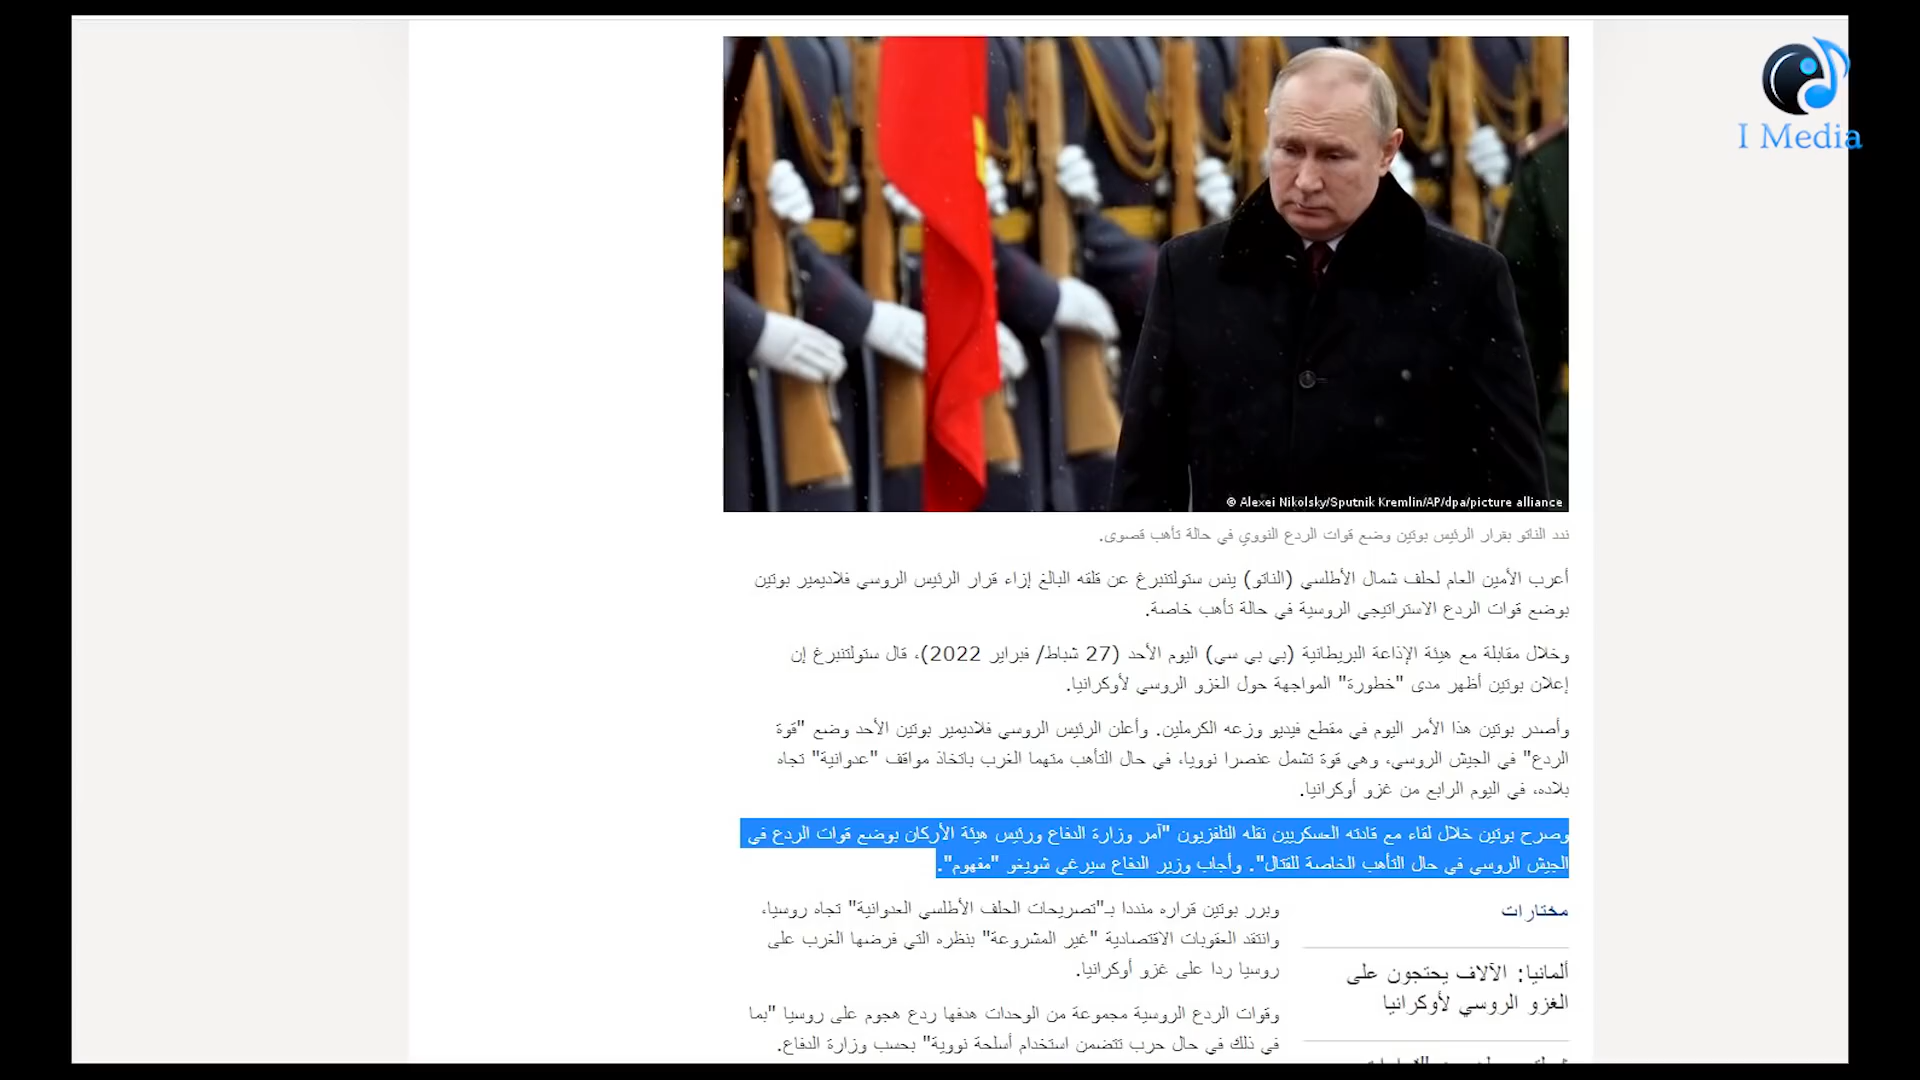 I Media
© Alexei Nikolsky/Sputnik Kremlin/AP/dpa/picture alliance
ندد الناتو بقرار الرئيس بوتين وضع قوات الردع النووي في حالة تأهب قصوى.
أعرب الأمين العام لحلف شمال الأطلسي (الناتو) ينس ستولتنبرغ عن قلقه البالغ إزاء قرار الرئيس الروسي فلاديمير بوتين
بوضع قوات الردع الاستراتيجي الروسية في حالة تأهب خاصة.
وخلال مقابلة مع هيئة الإذاعة البريطانية (بي بي سي) اليوم الأحد (27 شباط/ فبراير 2022)، قال ستولتنبرغ إن
إعلان بوتين أظهر مدى "خطورة" المواجهة حول الغزو الروسي لأوكرانيا.
وأصدر بوتين هذا الأمر اليوم في مقطع فيديو وزعه الكرملين. وأعلن الرئيس الروسي فلاديمير بوتين الأحد وضع "قوة
الردع" في الجيش الروسي، وهي قوة تشمل عنصرا نوويا، في حال التأهب متهما الغرب باتخاذ مواقف "عدوانية" تجاه
بلاده، في اليوم الرابع من غزو أوكرانيا.
وصرح بوتين خلال لقاء مع قادته العسكريين نقله التلفزيون "آمر وزارة الدفاع ورئيس هيئة الأركان بوضع قوات الردع في
الجيش الروسي في حال التأهب الخاصة للقتال". وأجاب وزير الدفاع سيرغي شويغو "مفهوم".
مختارات
ألمانيا: الآلاف يحتجون على
الغزو الروسي لأوكرانيا
وبرر بوتين قراره منددا بـ"تصريحات الحلف الأطلسي العدوانية" تجاه روسيا،
وانتقد العقوبات الاقتصادية "غير المشروعة" بنظره التي فرضها الغرب على
روسيا ردا على غزو أوكرانيا.
وقوات الردع الروسية مجموعة من الوحدات هدفها ردع هجوم على روسيا "بما
في ذلك في حال حرب تتضمن استخدام أسلحة نووية" بحسب وزارة الدفاع.